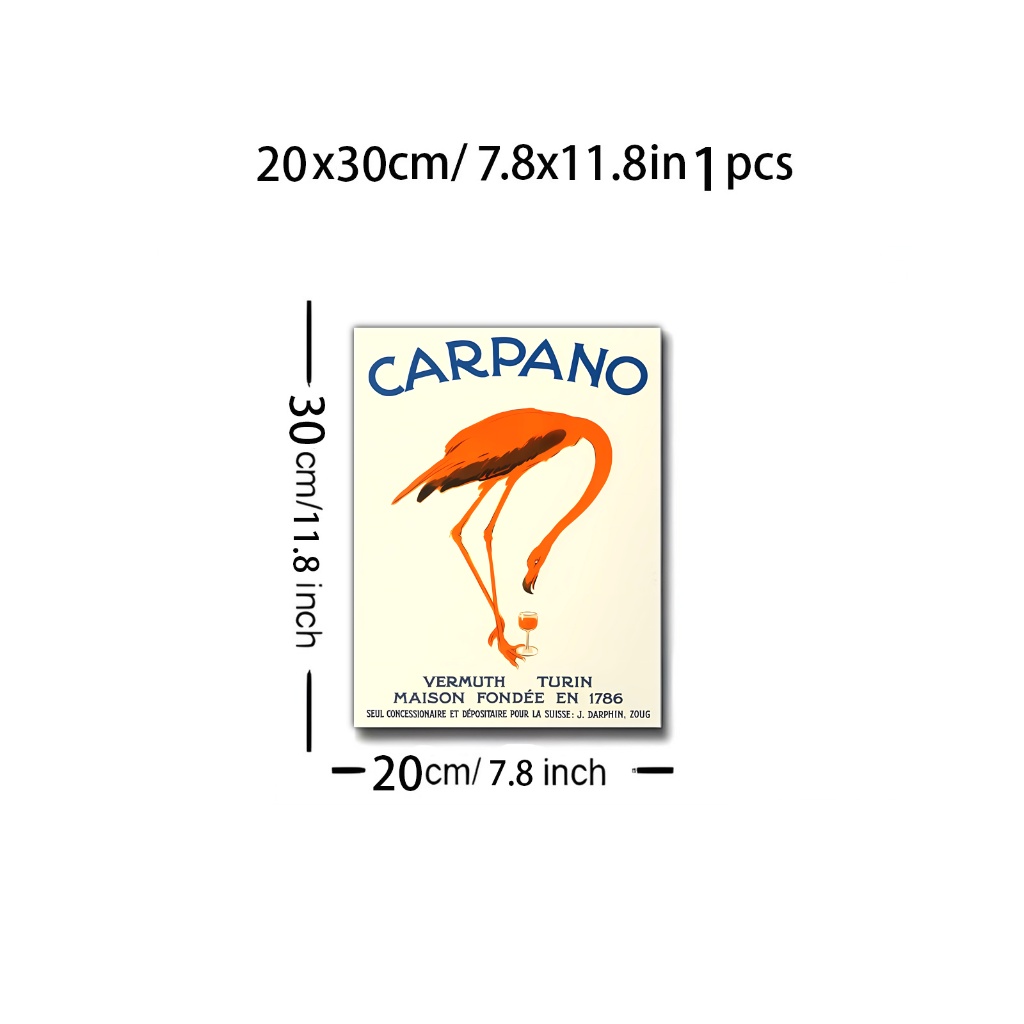 20x30cm/ 7.8x11.8in 1 pcs
30cm/11.8 inch
CARPANO
VERMUTH TURIN
MAISON FONDÉE EN 1786
SEUL CONCESSIONAIRE ET DÉPOSITAIRE POUR LA SUISSE: J. DARPHIN, ZOUG
20cm/ 7.8 inch